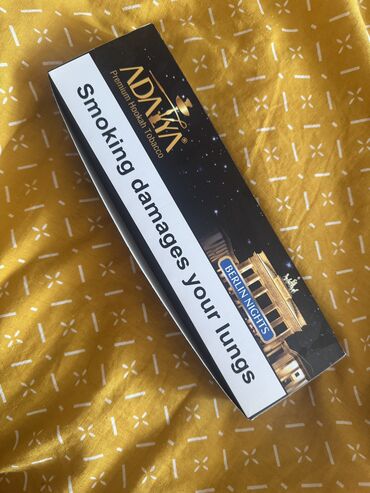 ADALYA®
Premium Hookah Tobacco
Smoking damages your lungs
BERLIN NIGHTS